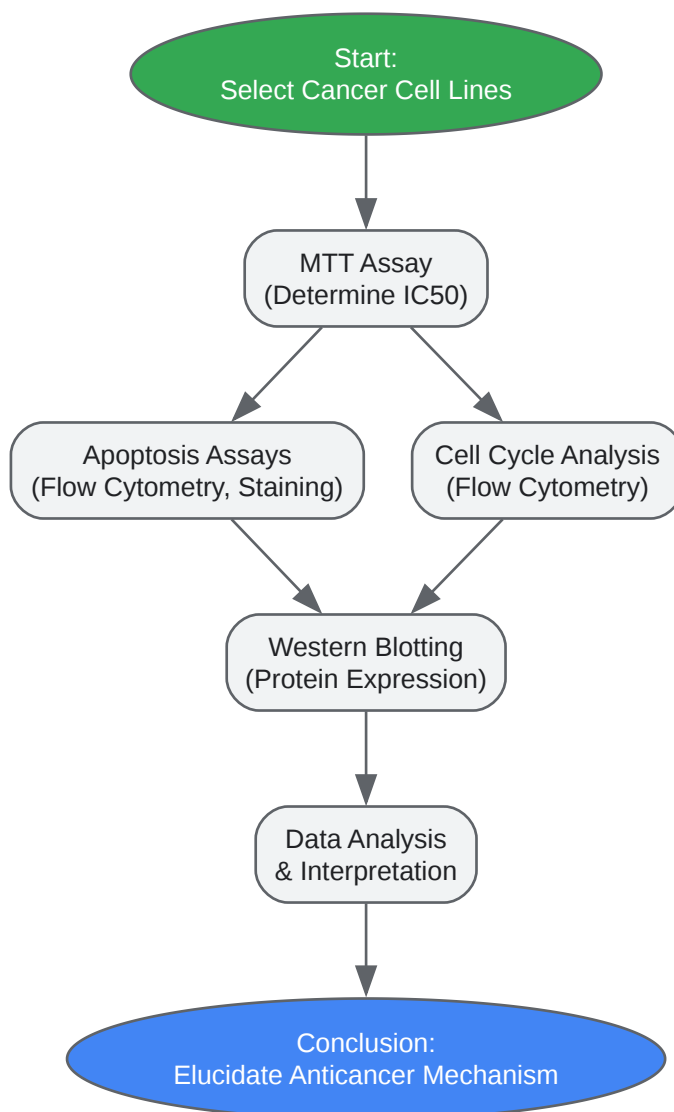 Start:
Select Cancer Cell Lines
MTT Assay
(Determine IC50)
Apoptosis Assays
(Flow Cytometry, Staining)
Cell Cycle Analysis
(Flow Cytometry)
Western Blotting
(Protein Expression)
Data Analysis
& Interpretation
Conclusion:
Elucidate Anticancer Mechanism